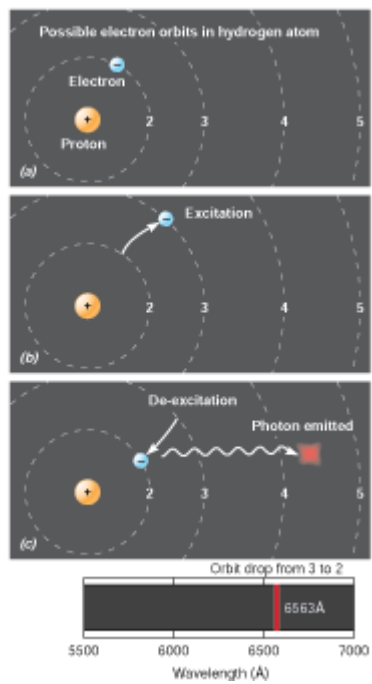 Possible electron orbits in hydrogen atom
−
Electron
+
Proton
2 3 4 5
(a)
− Excitation
+ 2 3 4 5
(b)
De-excitation
Photon emitted
−
+ 2 3 4 5
(c)
Orbit drop from 3 to 2
6563Å
5500 6000 6500 7000
Wavelength (Å)